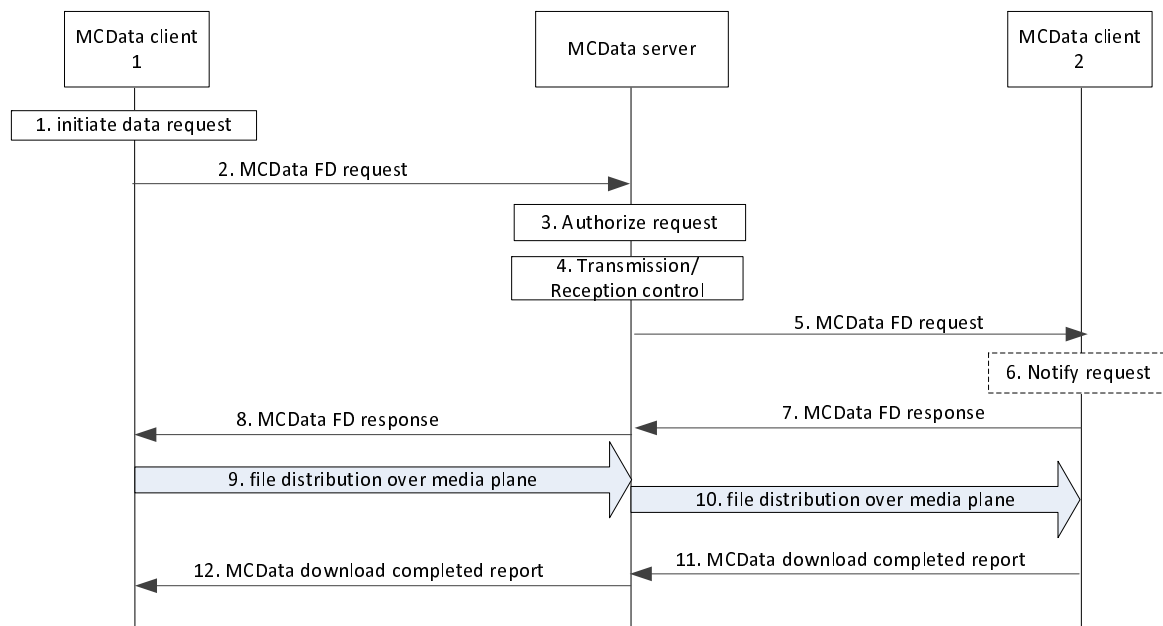 MCData client
1
MCData server
MCData client
2
1. initiate data request
2. MCData FD request
3. Authorize request
4. Transmission/
Reception control
5. MCData FD request
6. Notify request
7. MCData FD response
8. MCData FD response
9. file distribution over media plane
10. file distribution over media plane
11. MCData download completed report
12. MCData download completed report